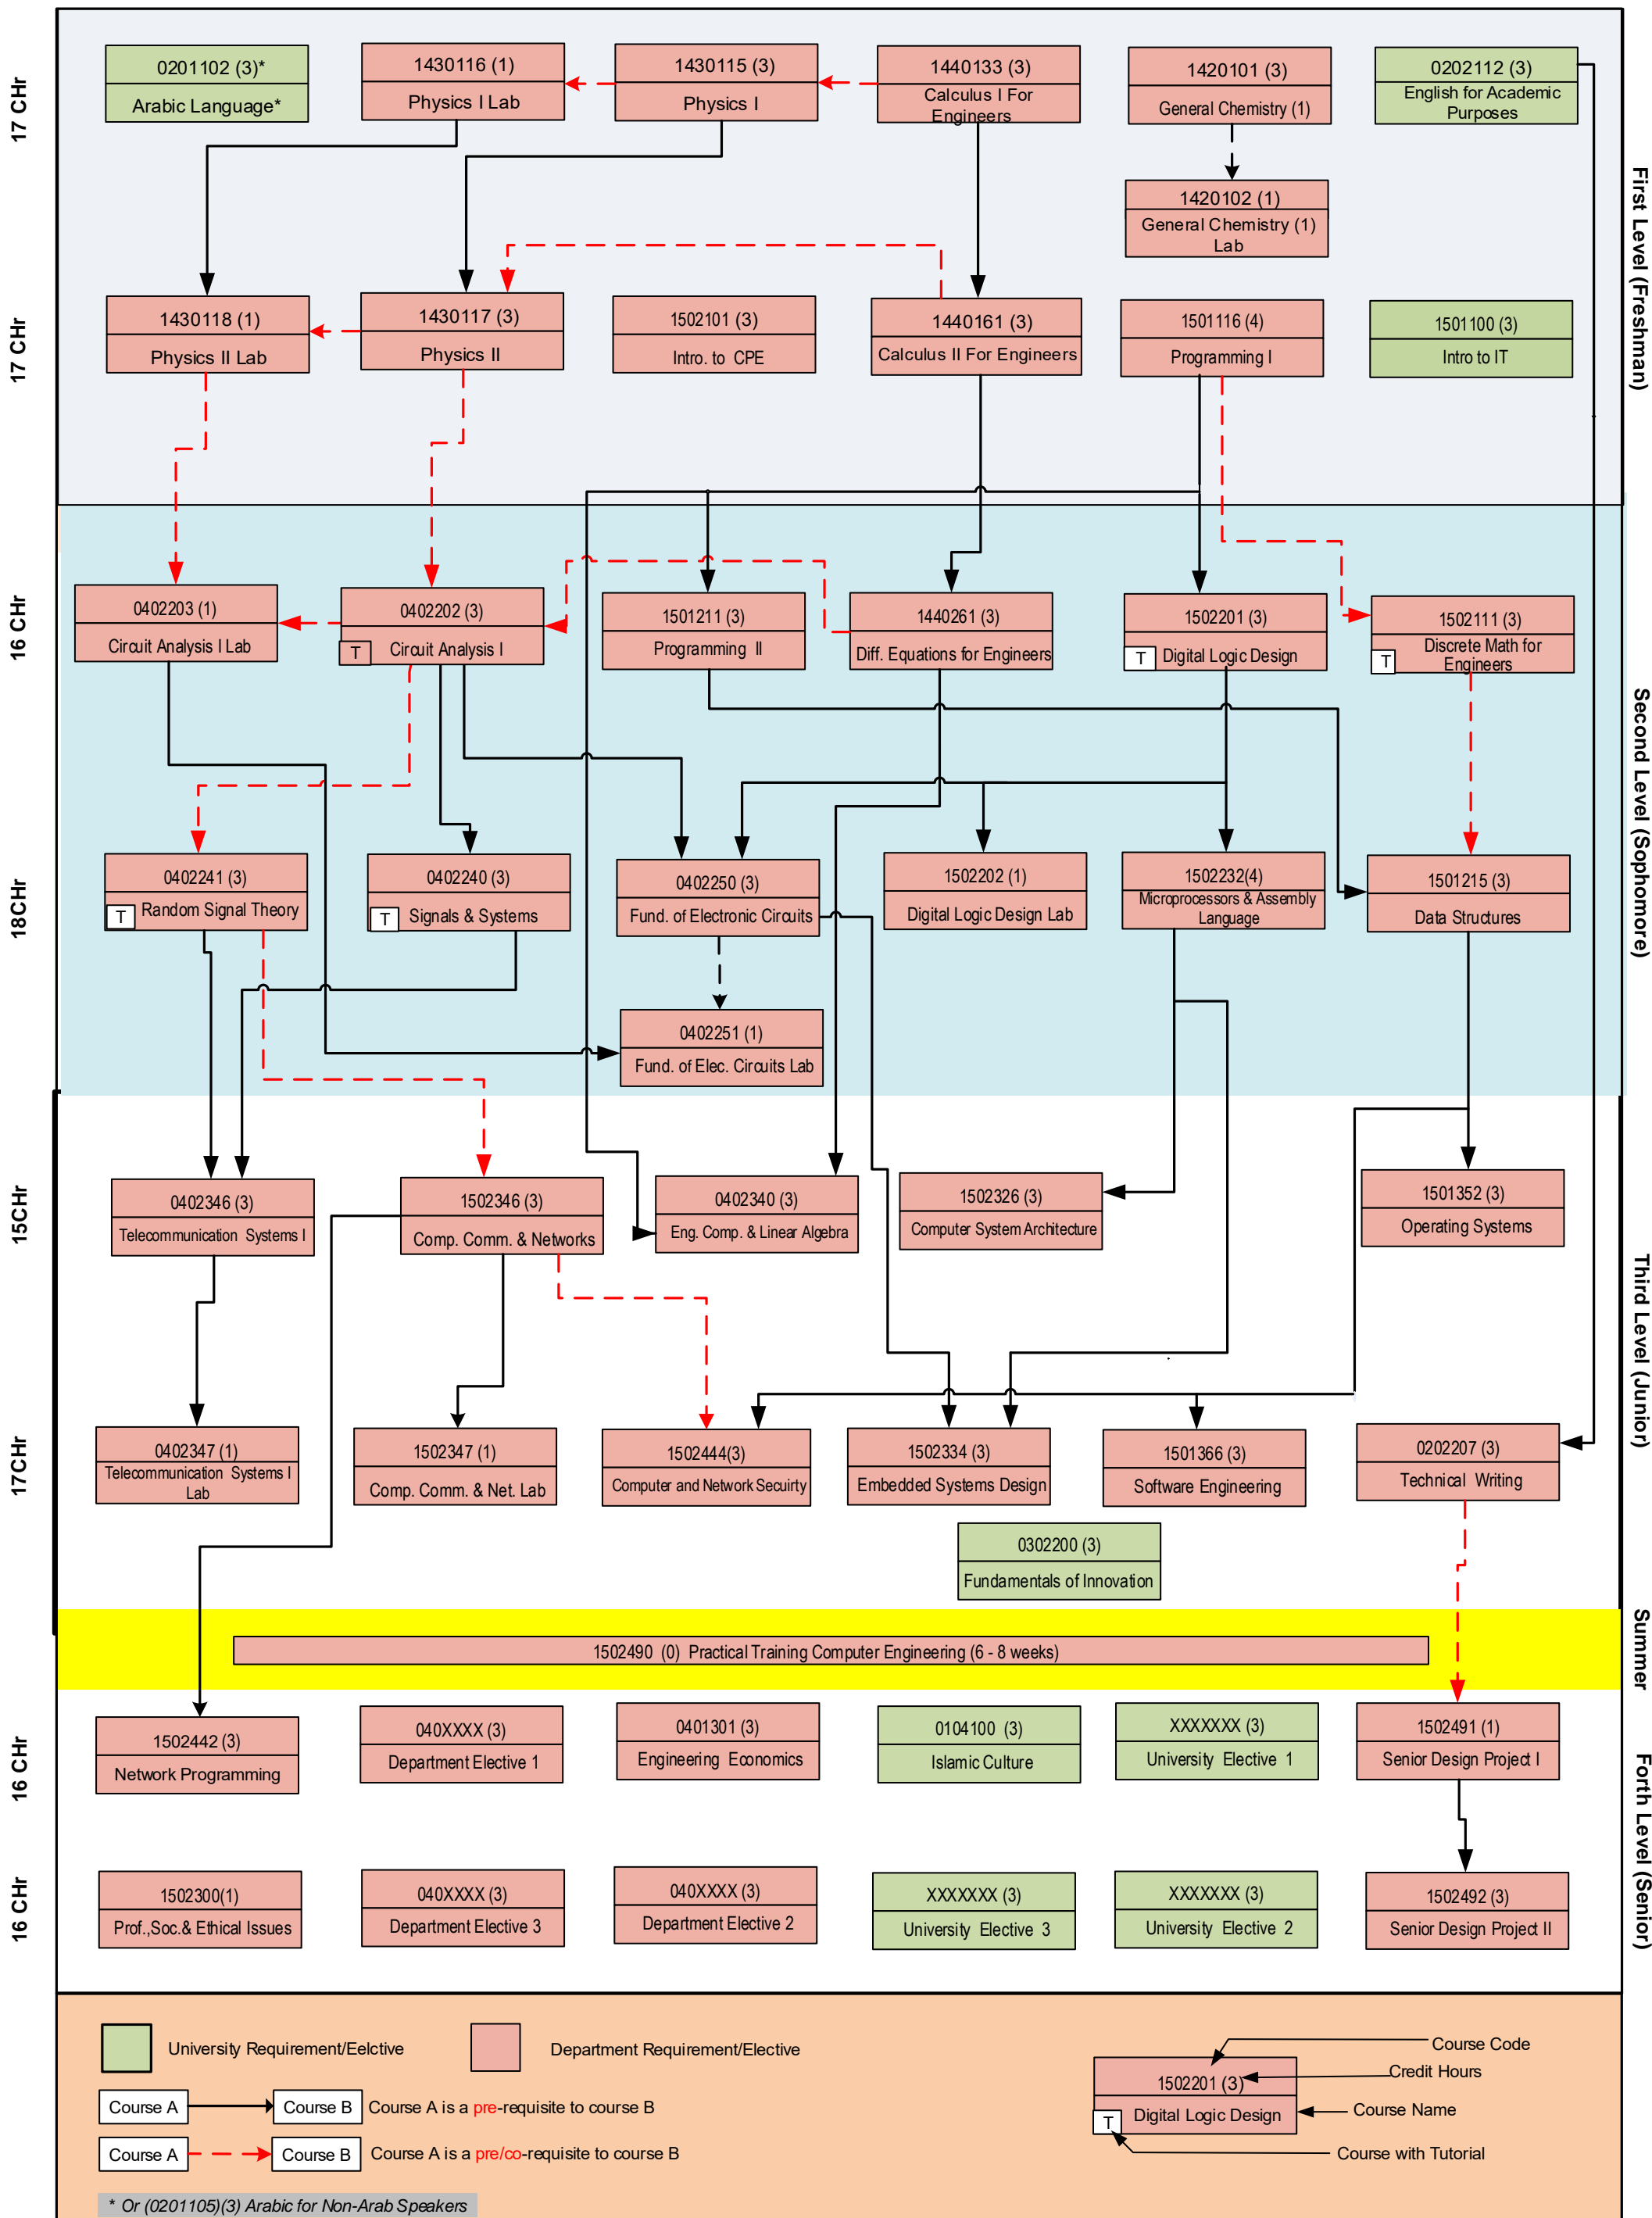 17 CHr
0201102 (3)*
Arabic Language*
1430116 (1)
Physics I Lab
1430115 (3)
Physics I
1440133 (3)
Calculus I For
Engineers
1420101 (3)
General Chemistry (1)
0202112 (3)
English for Academic
Purposes
1420102 (1)
General Chemistry (1)
Lab
First Level (Freshman)
17 CHr
1430118 (1)
Physics II Lab
1430117 (3)
Physics II
1502101 (3)
Intro. to CPE
1440161 (3)
Calculus II For Engineers
1501116 (4)
Programming I
1501100 (3)
Intro to IT
16 CHr
0402203 (1)
Circuit Analysis I Lab
0402202 (3)
T Circuit Analysis I
1501211 (3)
Programming II
1440261 (3)
Diff. Equations for Engineers
1502201 (3)
T Digital Logic Design
1502111 (3)
Discrete Math for
T Engineers
Second Level (Sophomore)
18CHr
0402241 (3)
T Random Signal Theory
0402240 (3)
T Signals & Systems
0402250 (3)
Fund. of Electronic Circuits
1502202 (1)
Digital Logic Design Lab
1502232(4)
Microprocessors & Assembly
Language
1501215 (3)
Data Structures
0402251 (1)
Fund. of Elec. Circuits Lab
15CHr
0402346 (3)
Telecommunication Systems I
1502346 (3)
Comp. Comm. & Networks
0402340 (3)
Eng. Comp. & Linear Algebra
1502326 (3)
Computer System Architecture
1501352 (3)
Operating Systems
Third Level (Junior)
17CHr
0402347 (1)
Telecommunication Systems I
Lab
1502347 (1)
Comp. Comm. & Net. Lab
1502444(3)
Computer and Network Secuirty
1502334 (3)
Embedded Systems Design
1501366 (3)
Software Engineering
0202207 (3)
Technical Writing
0302200 (3)
Fundamentals of Innovation
Summer
1502490 (0) Practical Training Computer Engineering (6 - 8 weeks)
16 CHr
1502442 (3)
Network Programming
040XXXX (3)
Department Elective 1
0401301 (3)
Engineering Economics
0104100 (3)
Islamic Culture
XXXXXXX (3)
University Elective 1
1502491 (1)
Senior Design Project I
Forth Level (Senior)
16 CHr
1502300(1)
Prof.,Soc.& Ethical Issues
040XXXX (3)
Department Elective 3
040XXXX (3)
Department Elective 2
XXXXXXX (3)
University Elective 3
XXXXXXX (3)
University Elective 2
1502492 (3)
Senior Design Project II
University Requirement/Eelctive
Department Requirement/Elective
Course A Course B Course A is a pre-requisite to course B
Course A Course B Course A is a pre/co-requisite to course B
* Or (0201105)(3) Arabic for Non-Arab Speakers
1502201 (3)
T Digital Logic Design
Course Code
Credit Hours
Course Name
Course with Tutorial